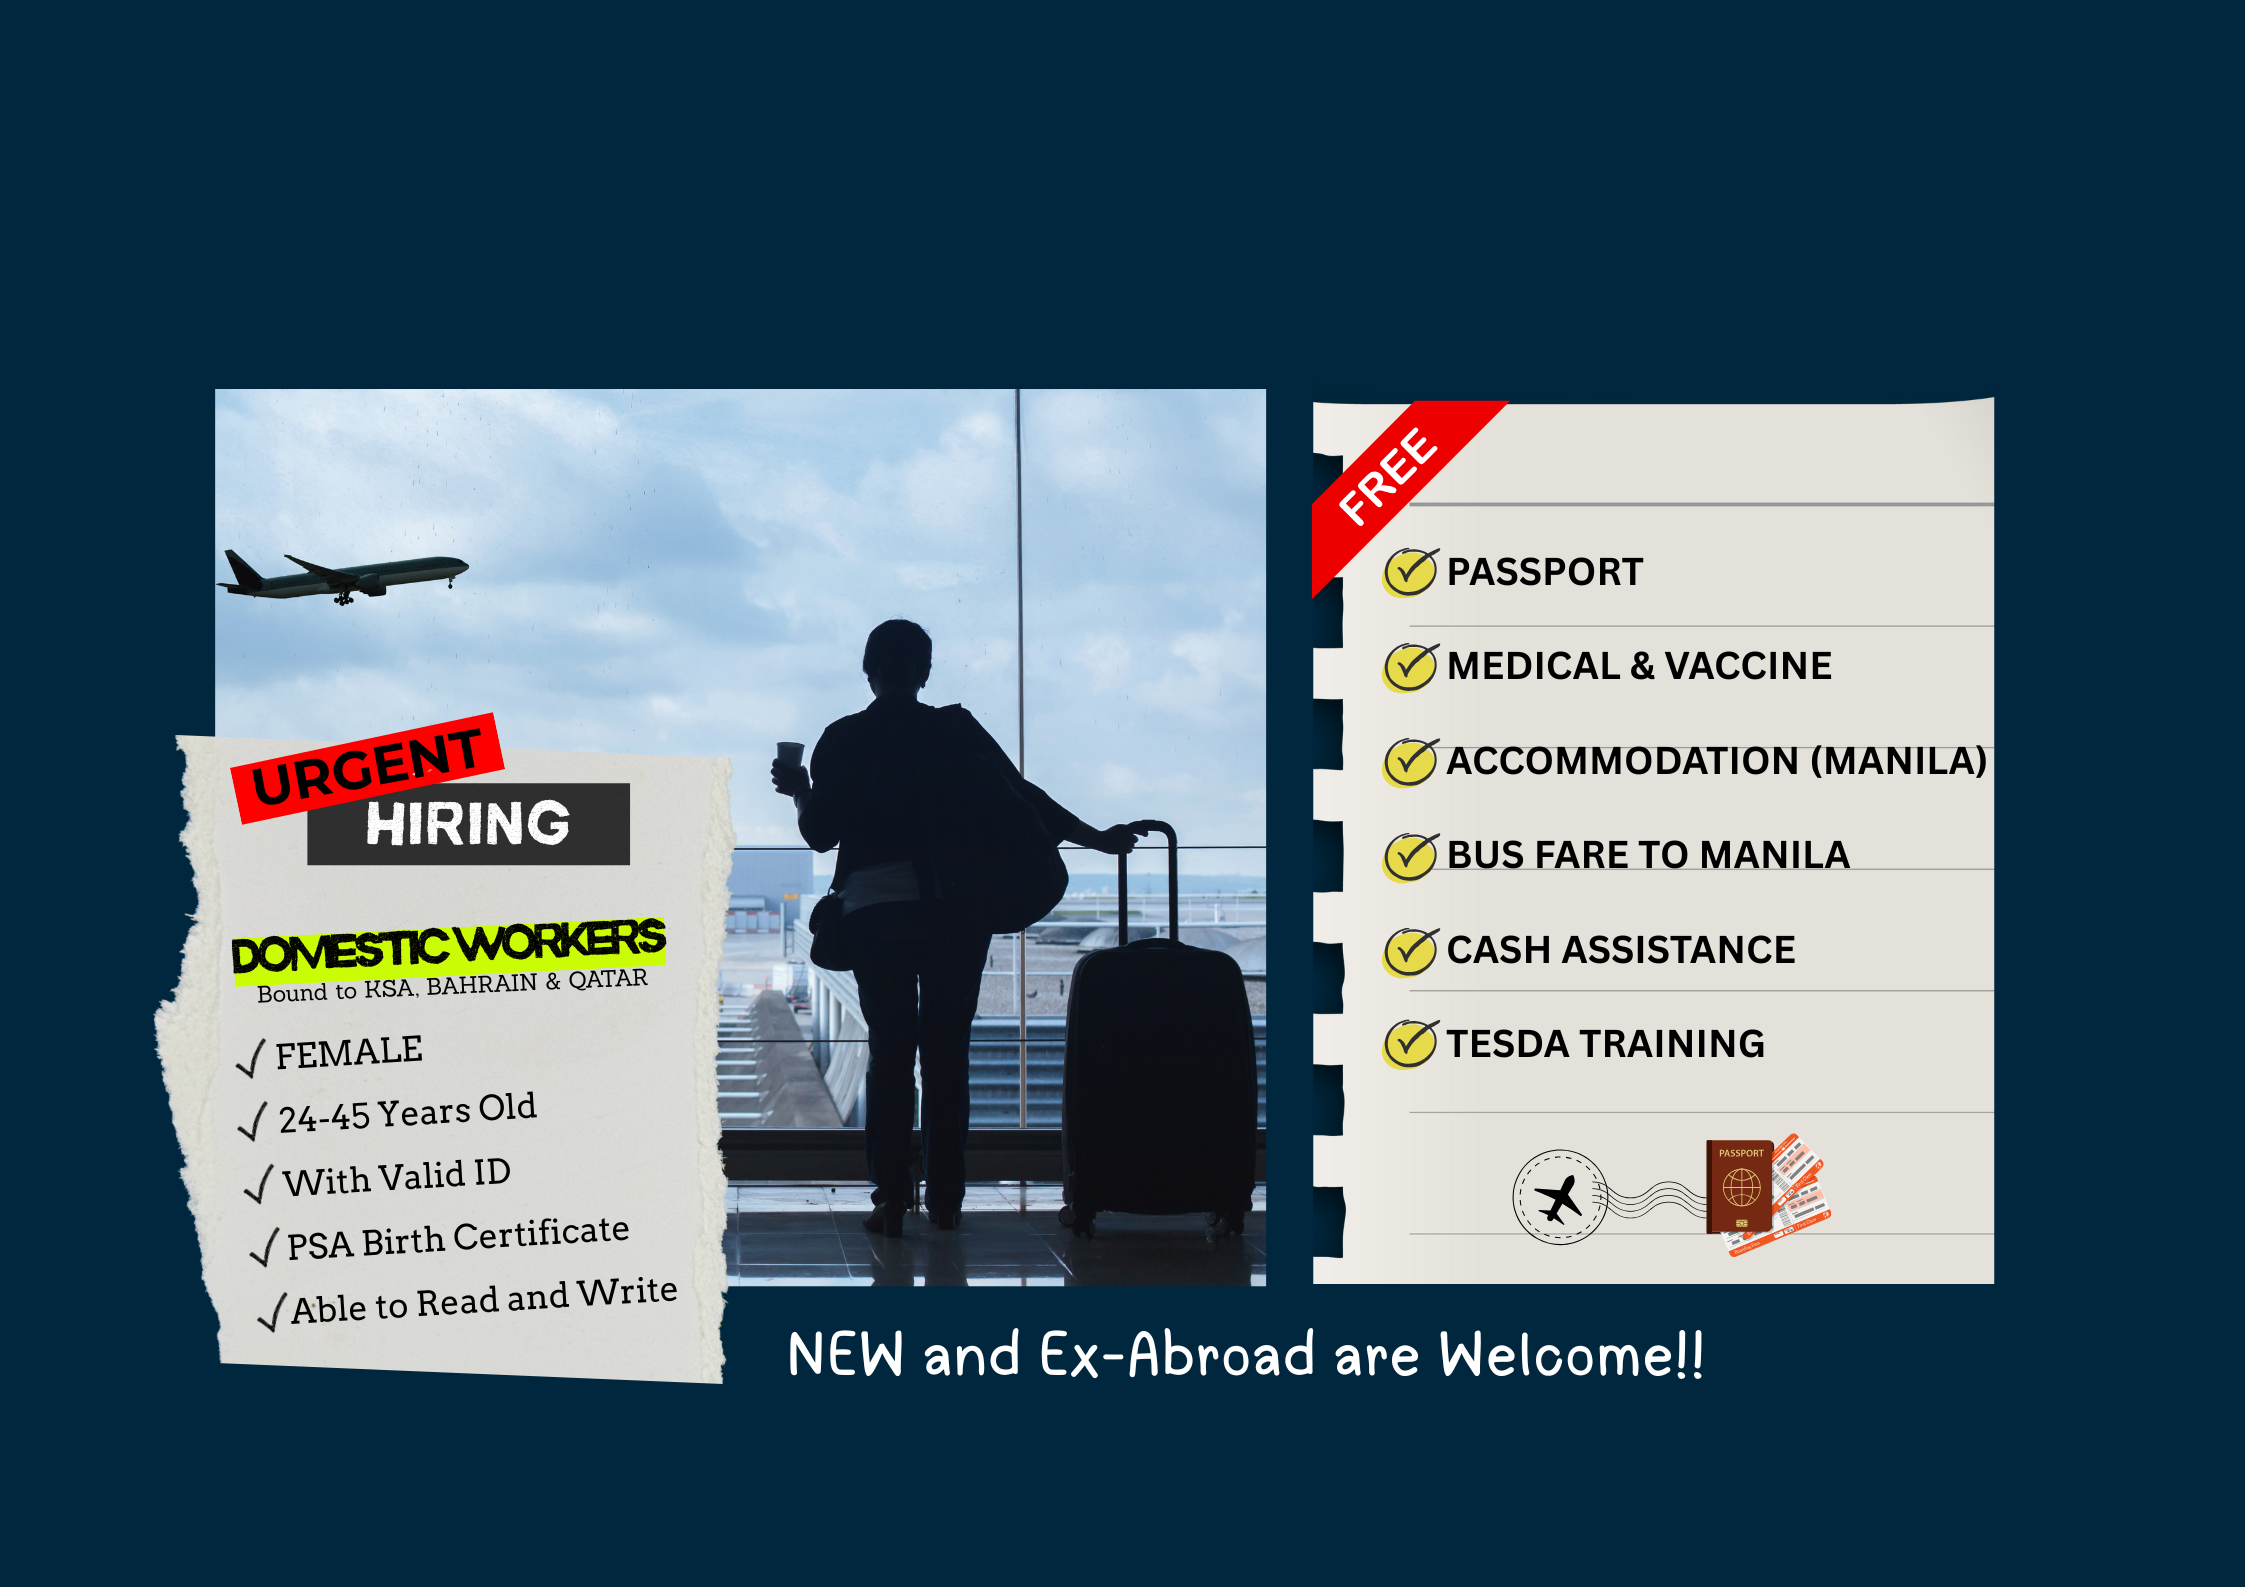 URGENT
HIRING
DOMESTIC WORKERS
Bound to KSA, BAHRAIN & QATAR
FEMALE
24-45 Years Old
With Valid ID
PSA Birth Certificate
Able to Read and Write
FREE
PASSPORT
MEDICAL & VACCINE
ACCOMMODATION (MANILA)
BUS FARE TO MANILA
CASH ASSISTANCE
TESDA TRAINING
PASSPORT
NEW and Ex-Abroad are Welcome!!